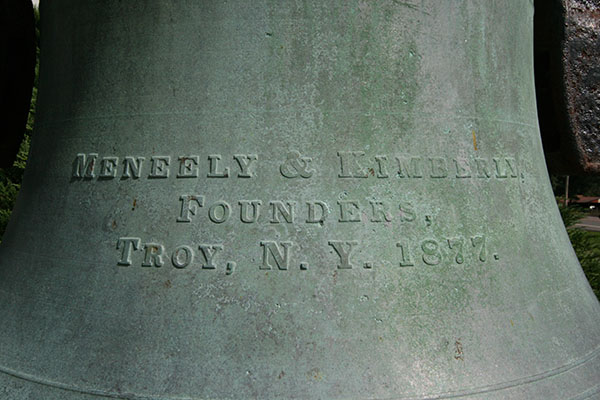 MENEELY & KIMBERLY,
FOUNDERS,
TROY, N. Y. 1877.